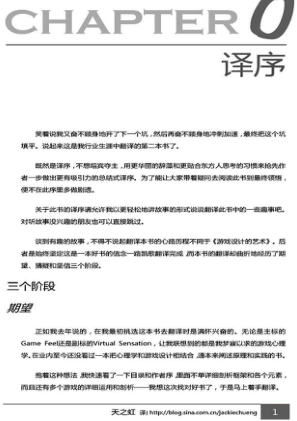 CHAPTER 0
译序
笑着说我又奋不顾身地开了下一个坑，然后再奋不顾身地冲刺加速，最终把这个坑
填平。说起来这是我行业生涯中翻译的第二本书了。
既然是译序，不想喧宾夺主，用更华丽的辞藻和更贴合东方人思考的习惯来抢先作
者一步做出更有吸引力的总结式译序。为了能让大家带着疑问去阅读此书到最终领悟，
便不在此序里多做剧透。
关于此书的译序请允许我以更轻松地讲故事的形式说说翻译此书中的一些趣事吧。
对听故事没兴趣的朋友也可以直接跳过。
谈到有趣的故事，不得不说起翻译本书的心路历程不同于《游戏设计的艺术》。后
者是始终坚定这是一本好书的信念一路凯歌翻译完成，而本书的翻译却曲折地经历了期
望、猜疑和坚信三个阶段。
三个阶段
期望
正如我去年说的，在我最初挑选这本书去翻译时是满怀兴奋的。无论是主标的
Game Feel还是副标的Virtual Sensation，让我联想到的都是我梦寐以求的游戏心理
学。在业内至今还没看过一本把心理学和游戏设计相结合，通本来阐述原理和实践的书。
抱着这种想法，我快速看了一下目录和作者序，里面不单详细剖析框架和各个元素，
而且还有多个游戏的详细运用和剖析——我想这次找对好书了，于是马上着手翻译。
天之虹 译| http://blog.sina.com.cn/jackiechueng 1